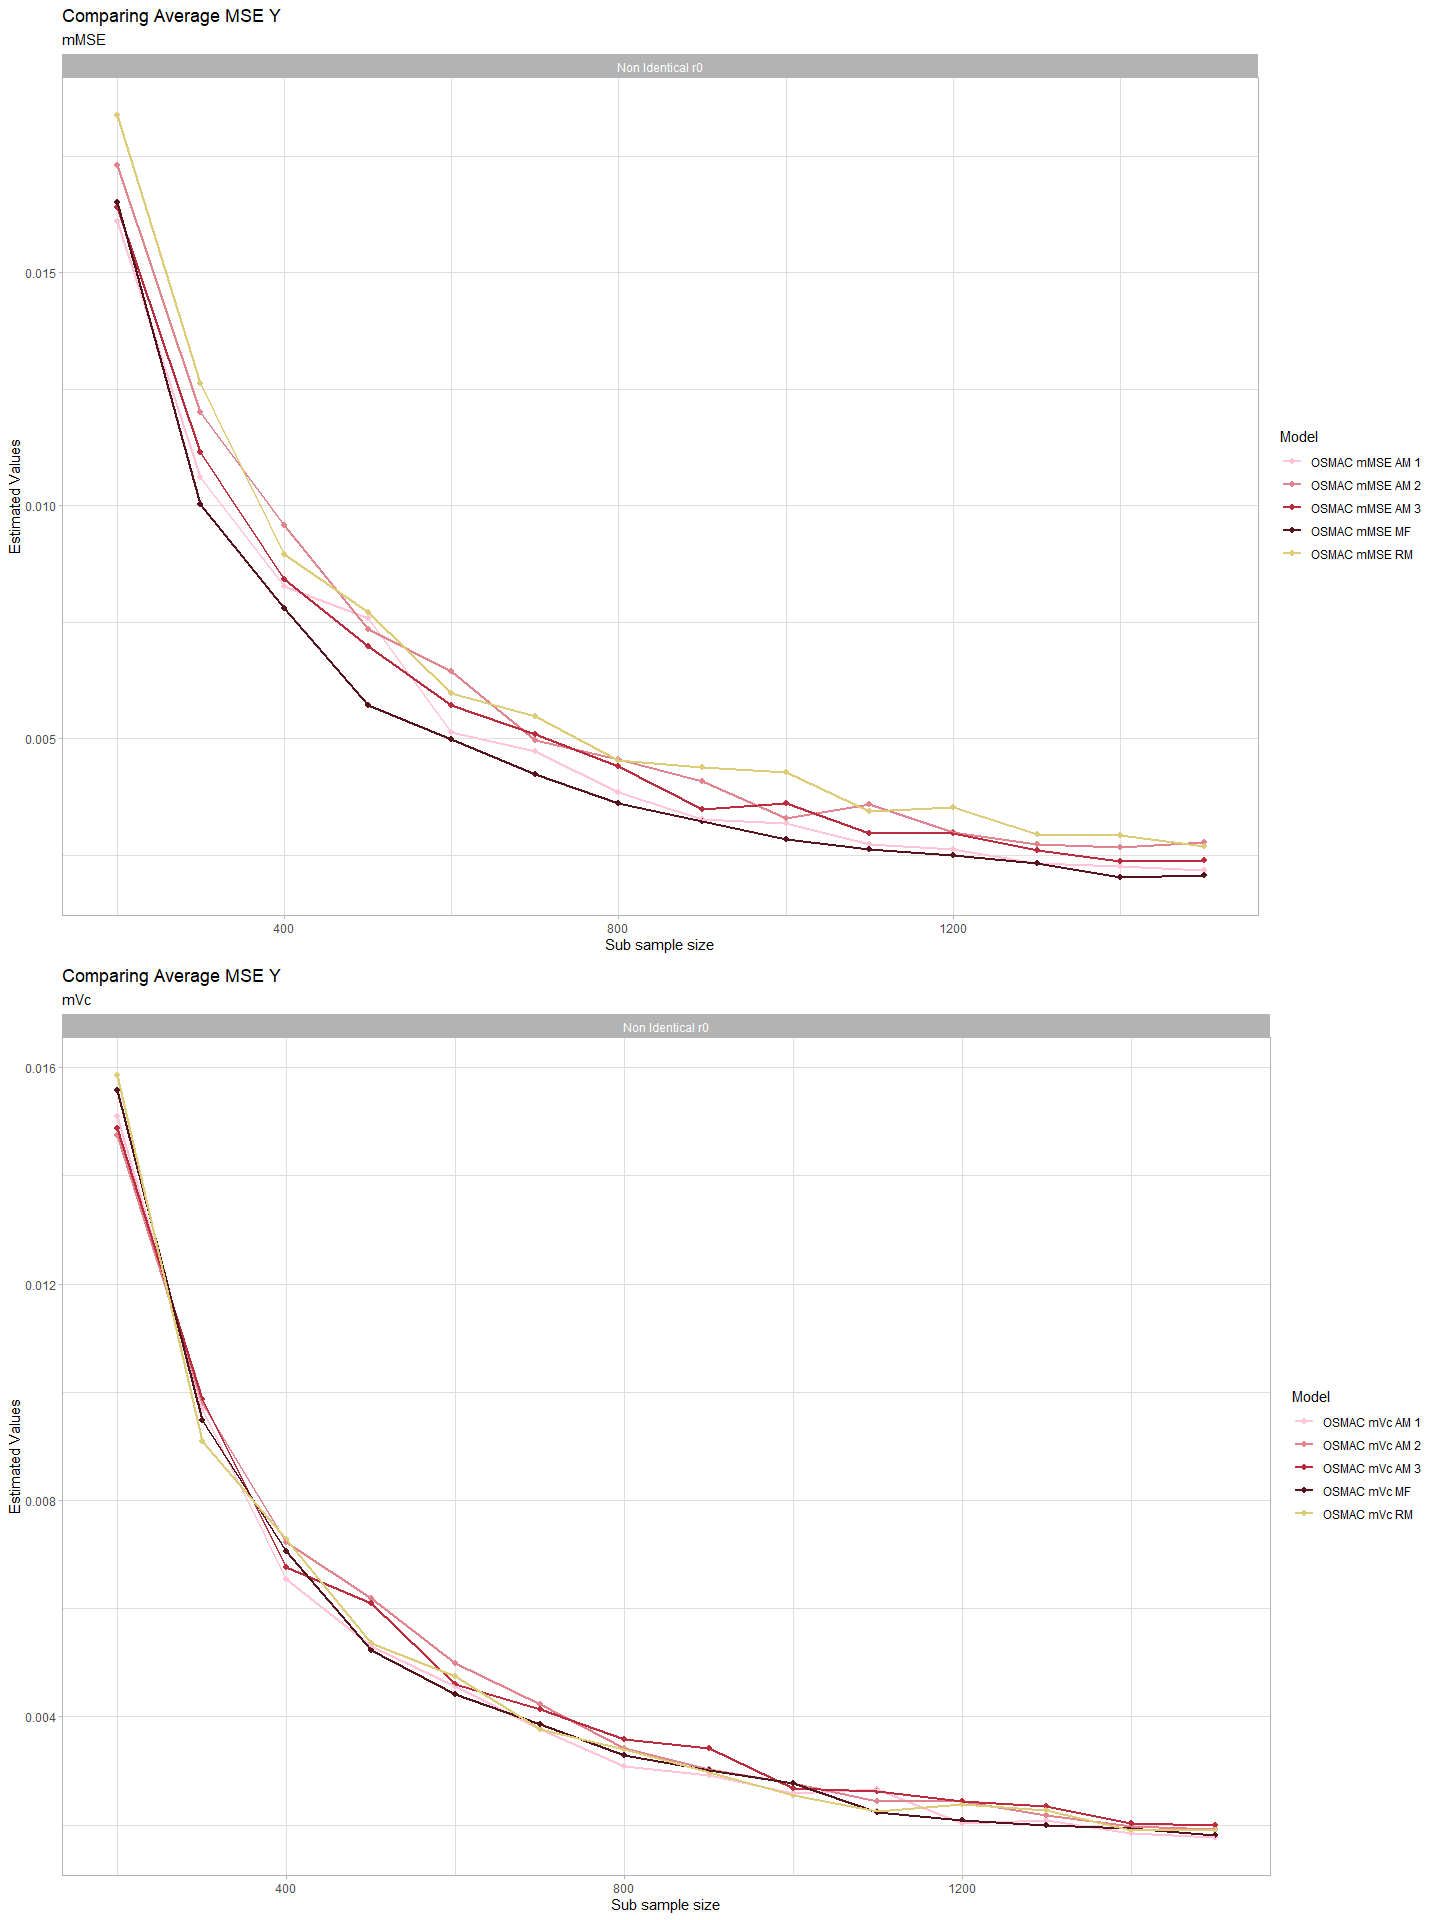 Comparing Average MSE Y
mMSE
Non Identical r0
0.015
0.010
0.005
Estimated Values
400
800
1200
Sub sample size
Model
OSMAC mMSE AM 1
OSMAC mMSE AM 2
OSMAC mMSE AM 3
OSMAC mMSE MF
OSMAC mMSE RM
Comparing Average MSE Y
mVc
Non Identical r0
0.016
0.012
0.008
0.004
Estimated Values
400
800
1200
Sub sample size
Model
OSMAC mVc AM 1
OSMAC mVc AM 2
OSMAC mVc AM 3
OSMAC mVc MF
OSMAC mVc RM